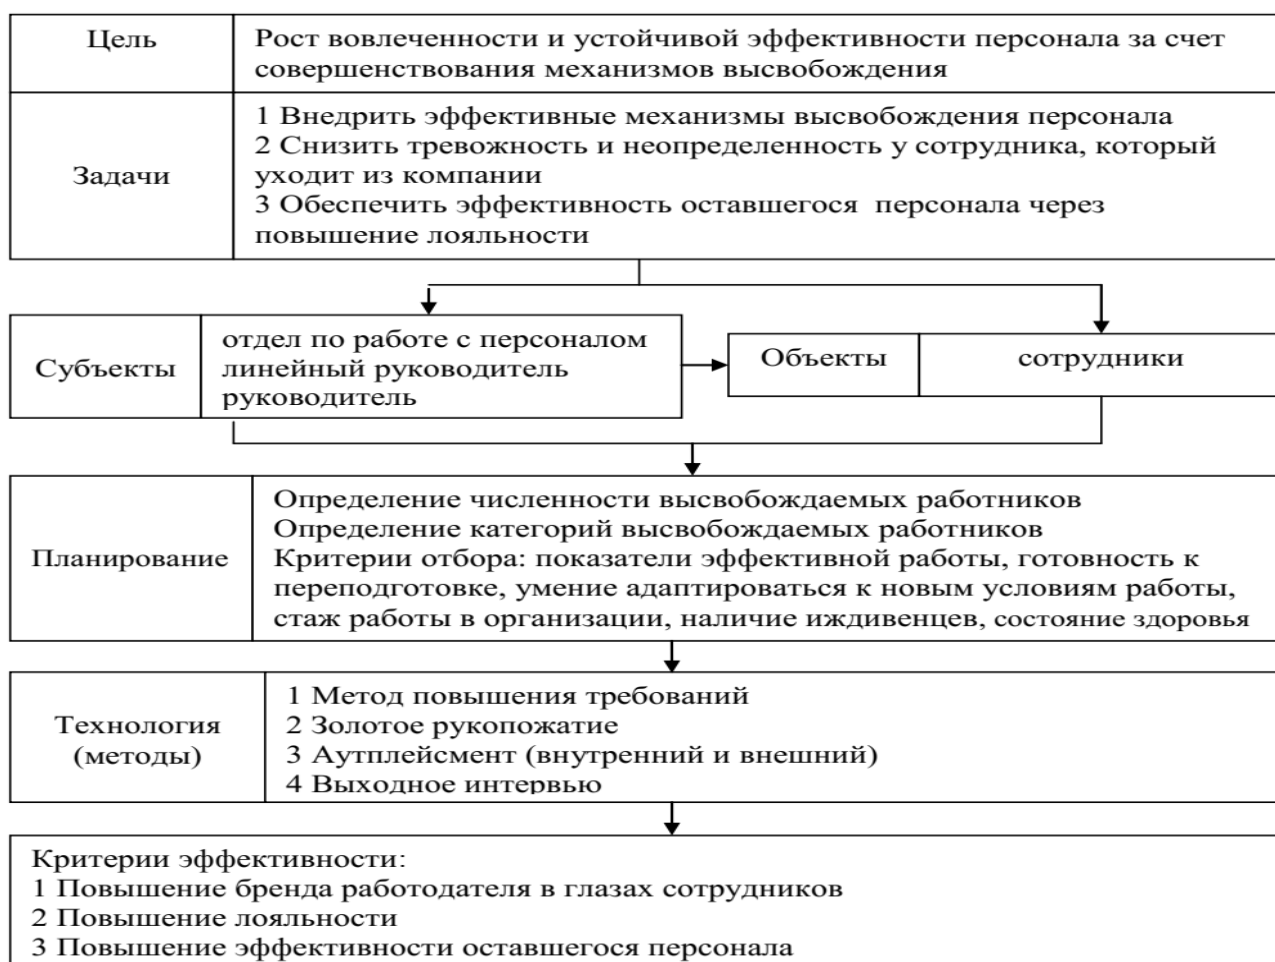 Цель
Рост вовлеченности и устойчивой эффективности персонала за счет
совершенствования механизмов высвобождения
Задачи
1 Внедрить эффективные механизмы высвобождения персонала
2 Снизить тревожность и неопределенность у сотрудника, который
уходит из компании
3 Обеспечить эффективность оставшегося персонала через
повышение лояльности
Субъекты
отдел по работе с персоналом
линейный руководитель
руководитель
Объекты
сотрудники
Планирование
Определение численности высвобождаемых работников
Определение категорий высвобождаемых работников
Критерии отбора: показатели эффективной работы, готовность к
переподготовке, умение адаптироваться к новым условиям работы,
стаж работы в организации, наличие иждивенцев, состояние здоровья
Технология
(методы)
1 Метод повышения требований
2 Золотое рукопожатие
3 Аутплейсмент (внутренний и внешний)
4 Выходное интервью
Критерии эффективности:
1 Повышение бренда работодателя в глазах сотрудников
2 Повышение лояльности
3 Повышение эффективности оставшегося персонала